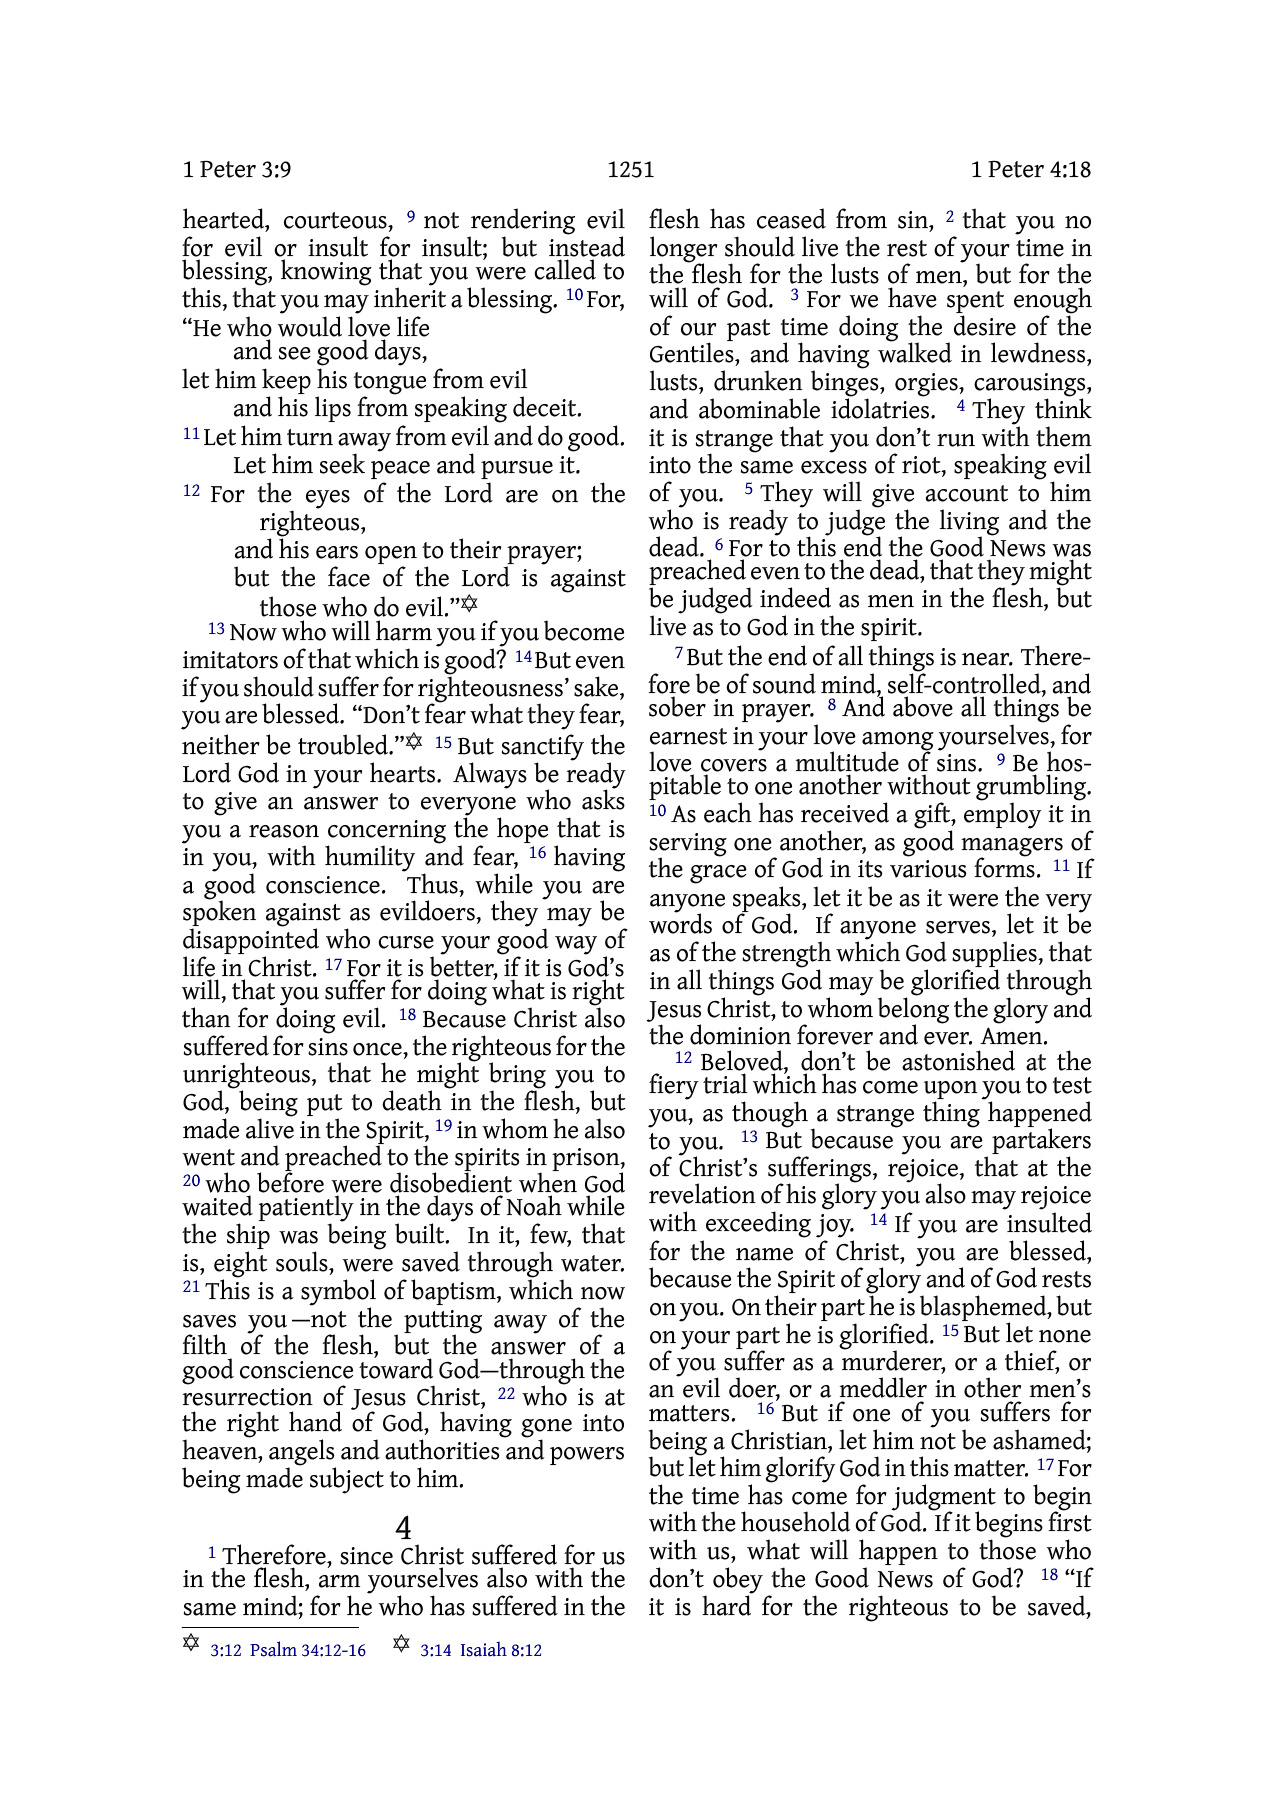 1 Peter 3:9 1251 1 Peter 4:18
hearted, courteous, 9 not rendering evil
for evil or insult for insult; but instead
blessing, knowing that you were called to
this, that you may inherit a blessing. 10 For,
“He who would love life
and see good days,
let him keep his tongue from evil
and his lips from speaking deceit.
11 Let him turn away from evil and do good.
Let him seek peace and pursue it.
12 For the eyes of the Lord are on the
righteous,
and his ears open to their prayer;
but the face of the Lord is against
those who do evil.”✡
13 Now who will harm you if you become
imitators of that which is good? 14 But even
if you should suffer for righteousness’ sake,
you are blessed. “Don’t fear what they fear,
neither be troubled.”✡ 15 But sanctify the
Lord God in your hearts. Always be ready
to give an answer to everyone who asks
you a reason concerning the hope that is
in you, with humility and fear, 16 having
a good conscience. Thus, while you are
spoken against as evildoers, they may be
disappointed who curse your good way of
life in Christ. 17 For it is better, if it is God’s
will, that you suffer for doing what is right
than for doing evil. 18 Because Christ also
suffered for sins once, the righteous for the
unrighteous, that he might bring you to
God, being put to death in the flesh, but
made alive in the Spirit, 19 in whom he also
went and preached to the spirits in prison,
20 who before were disobedient when God
waited patiently in the days of Noah while
the ship was being built. In it, few, that
is, eight souls, were saved through water.
21 This is a symbol of baptism, which now
saves you—not the putting away of the
filth of the flesh, but the answer of a
good conscience toward God—through the
resurrection of Jesus Christ, 22 who is at
the right hand of God, having gone into
heaven, angels and authorities and powers
being made subject to him.
4
1 Therefore, since Christ suffered for us
in the flesh, arm yourselves also with the
same mind; for he who has suffered in the
flesh has ceased from sin, 2 that you no
longer should live the rest of your time in
the flesh for the lusts of men, but for the
will of God. 3 For we have spent enough
of our past time doing the desire of the
Gentiles, and having walked in lewdness,
lusts, drunken binges, orgies, carousings,
and abominable idolatries. 4 They think
it is strange that you don’t run with them
into the same excess of riot, speaking evil
of you. 5 They will give account to him
who is ready to judge the living and the
dead. 6 For to this end the Good News was
preached even to the dead, that they might
be judged indeed as men in the flesh, but
live as to God in the spirit.
7 But the end of all things is near. There-
fore be of sound mind, self-controlled, and
sober in prayer. 8 And above all things be
earnest in your love among yourselves, for
love covers a multitude of sins. 9 Be hos-
pitable to one another without grumbling.
10 As each has received a gift, employ it in
serving one another, as good managers of
the grace of God in its various forms. 11 If
anyone speaks, let it be as it were the very
words of God. If anyone serves, let it be
as of the strength which God supplies, that
in all things God may be glorified through
Jesus Christ, to whom belong the glory and
the dominion forever and ever. Amen.
12 Beloved, don’t be astonished at the
fiery trial which has come upon you to test
you, as though a strange thing happened
to you. 13 But because you are partakers
of Christ’s sufferings, rejoice, that at the
revelation of his glory you also may rejoice
with exceeding joy. 14 If you are insulted
for the name of Christ, you are blessed,
because the Spirit of glory and of God rests
on you. On their part he is blasphemed, but
on your part he is glorified. 15 But let none
of you suffer as a murderer, or a thief, or
an evil doer, or a meddler in other men’s
matters. 16 But if one of you suffers for
being a Christian, let him not be ashamed;
but let him glorify God in this matter. 17 For
the time has come for judgment to begin
with the household of God. If it begins first
with us, what will happen to those who
don’t obey the Good News of God? 18 “If
it is hard for the righteous to be saved,
✡ 3:12 Psalm 34:12-16 ✡ 3:14 Isaiah 8:12